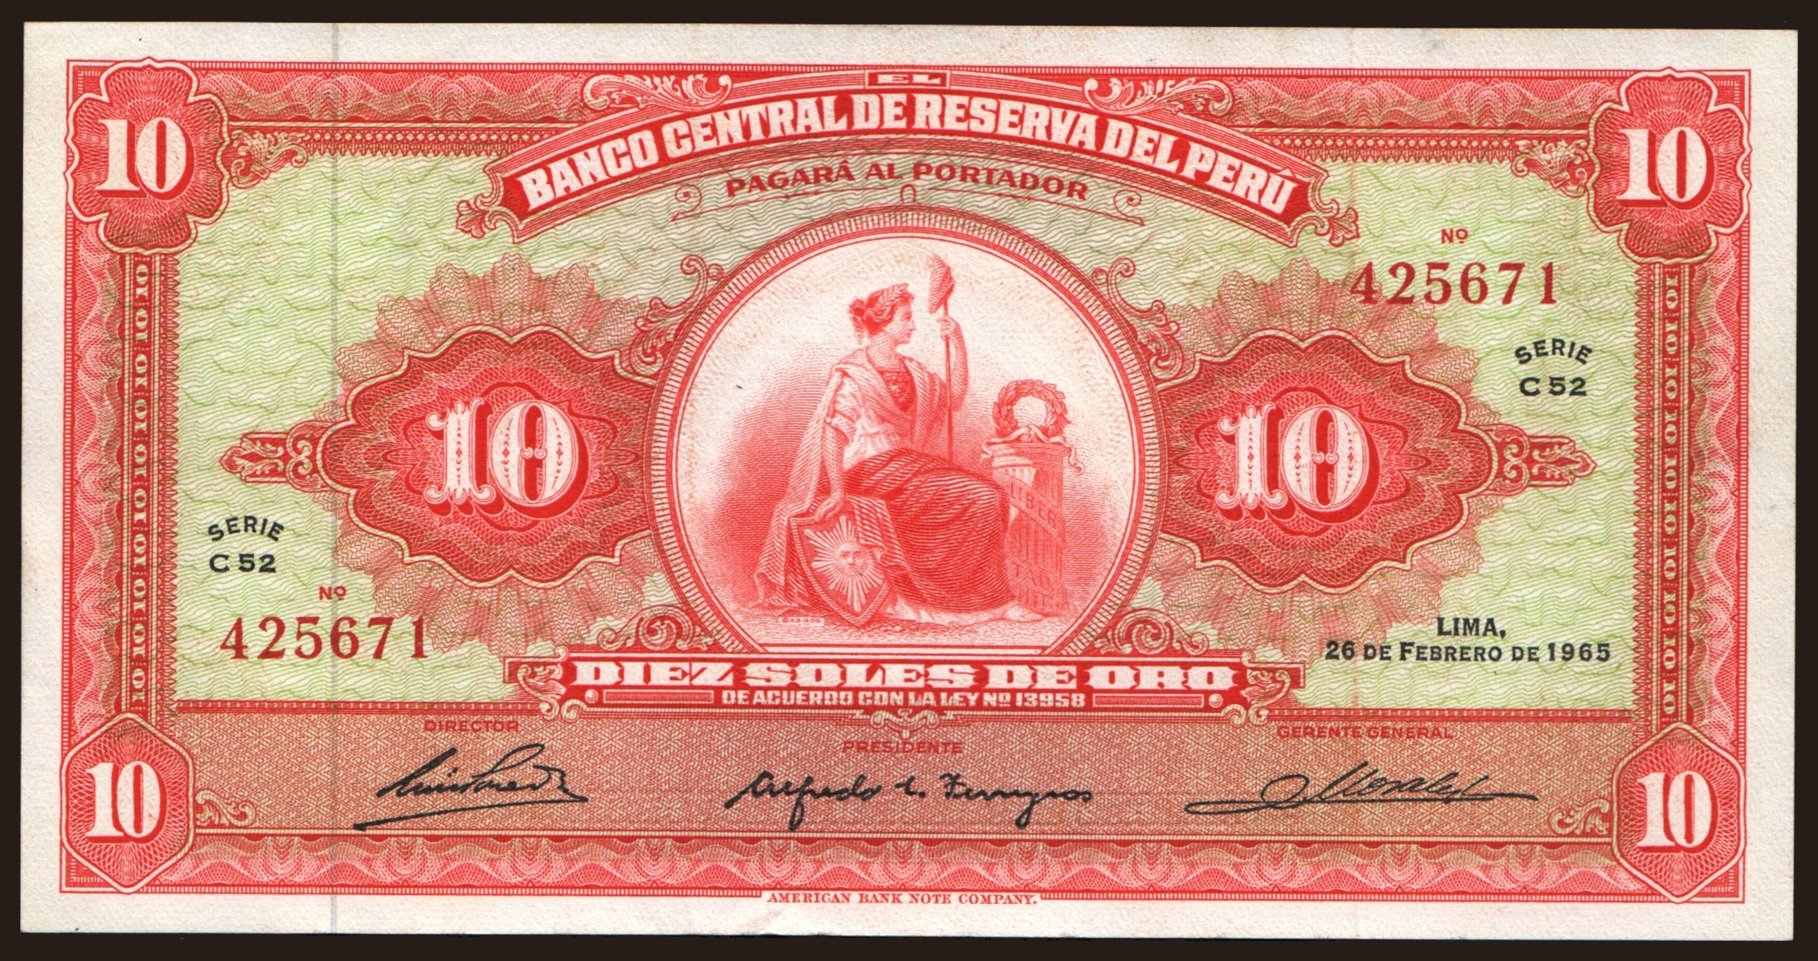 EL
BANCO CENTRAL DE RESERVA DEL PERÚ
PAGARÁ AL PORTADOR
10
10
Nº
425671
SERIE
C 52
10
10
SERIE
C 52
Nº
425671
LIBER
TAD
LIMA,
26 DE FEBRERO DE 1965
DIEZ SOLES DE ORO
DE ACUERDO CON LA LEY Nº 13958
DIRECTOR
PRESIDENTE
GERENTE GENERAL
10
10
AMERICAN BANK NOTE COMPANY.